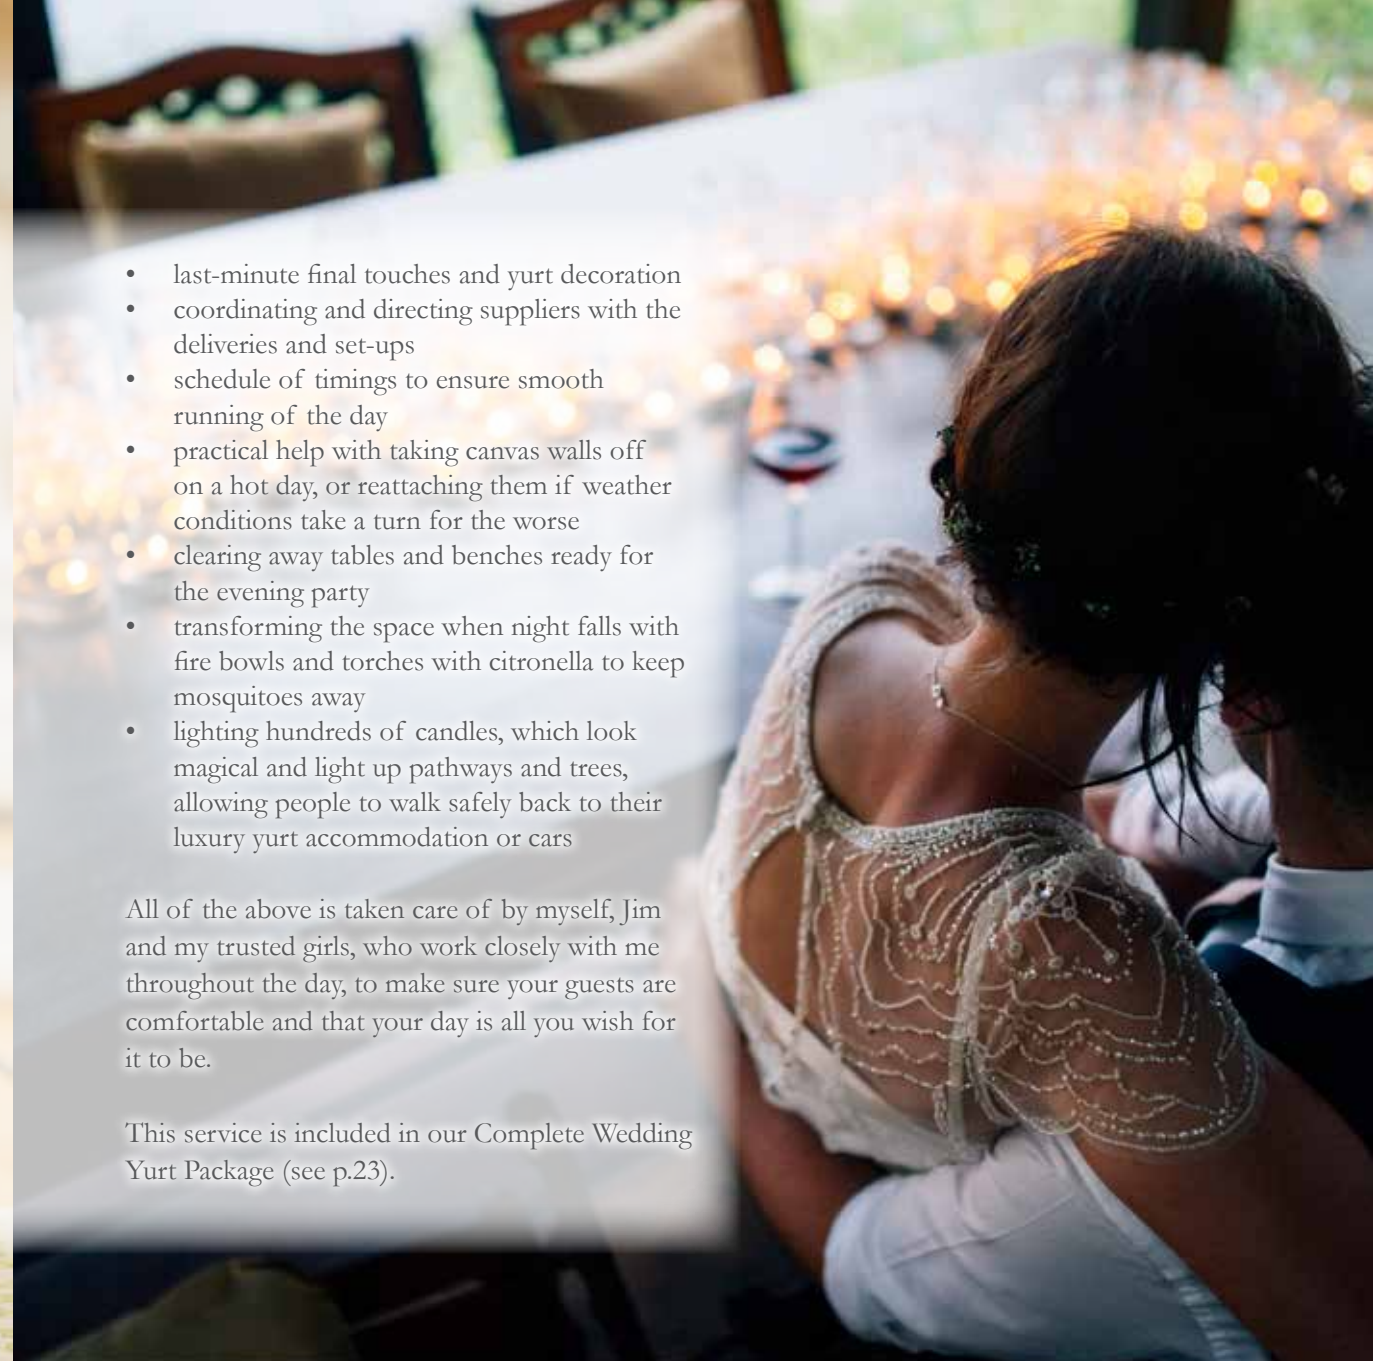 • last-minute final touches and yurt decoration
• coordinating and directing suppliers with the
deliveries and set-ups
• schedule of timings to ensure smooth
running of the day
• practical help with taking canvas walls off
on a hot day, or reattaching them if weather
conditions take a turn for the worse
• clearing away tables and benches ready for
the evening party
• transforming the space when night falls with
fire bowls and torches with citronella to keep
mosquitoes away
• lighting hundreds of candles, which look
magical and light up pathways and trees,
allowing people to walk safely back to their
luxury yurt accommodation or cars
All of the above is taken care of by myself, Jim
and my trusted girls, who work closely with me
throughout the day, to make sure your guests are
comfortable and that your day is all you wish for
it to be.
This service is included in our Complete Wedding
Yurt Package (see p.23).